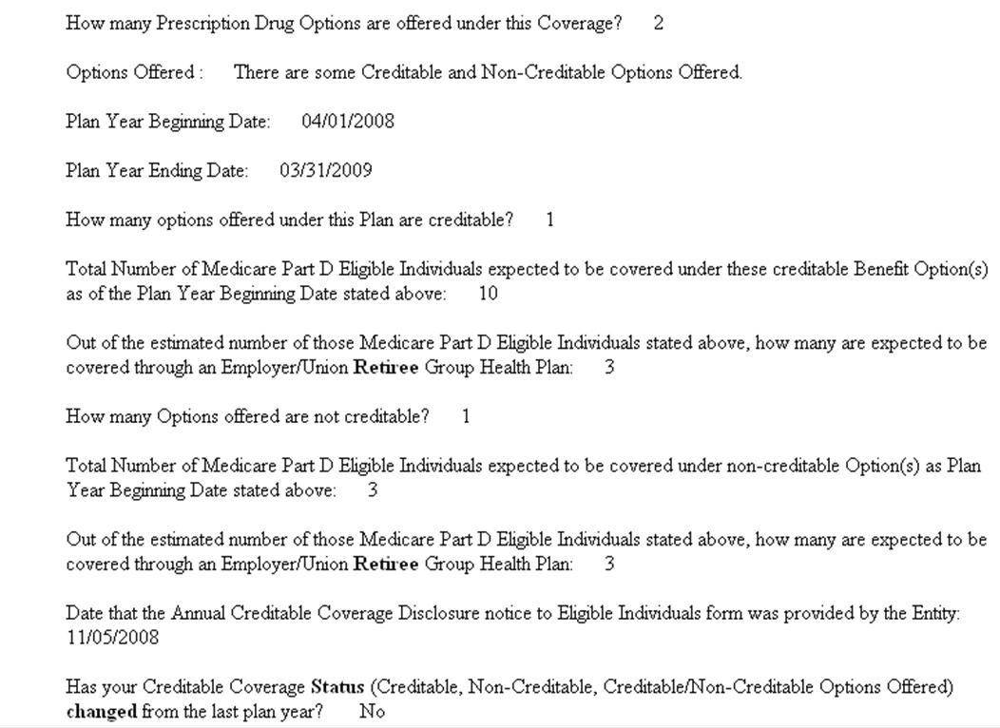 How many Prescription Drug Options are offered under this Coverage? 2
Options Offered : There are some Creditable and Non-Creditable Options Offered.
Plan Year Beginning Date: 04/01/2008
Plan Year Ending Date: 03/31/2009
How many options offered under this Plan are creditable? 1
Total Number of Medicare Part D Eligible Individuals expected to be covered under these creditable Benefit Option(s)
as of the Plan Year Beginning Date stated above: 10
Out of the estimated number of those Medicare Part D Eligible Individuals stated above, how many are expected to be
covered through an Employer/Union Retiree Group Health Plan: 3
How many Options offered are not creditable? 1
Total Number of Medicare Part D Eligible Individuals expected to be covered under non-creditable Option(s) as Plan
Year Beginning Date stated above: 3
Out of the estimated number of those Medicare Part D Eligible Individuals stated above, how many are expected to be
covered through an Employer/Union Retiree Group Health Plan: 3
Date that the Annual Creditable Coverage Disclosure notice to Eligible Individuals form was provided by the Entity:
11/05/2008
Has your Creditable Coverage Status (Creditable, Non-Creditable, Creditable/Non-Creditable Options Offered)
changed from the last plan year? No